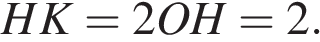 HK = 2OH = 2.